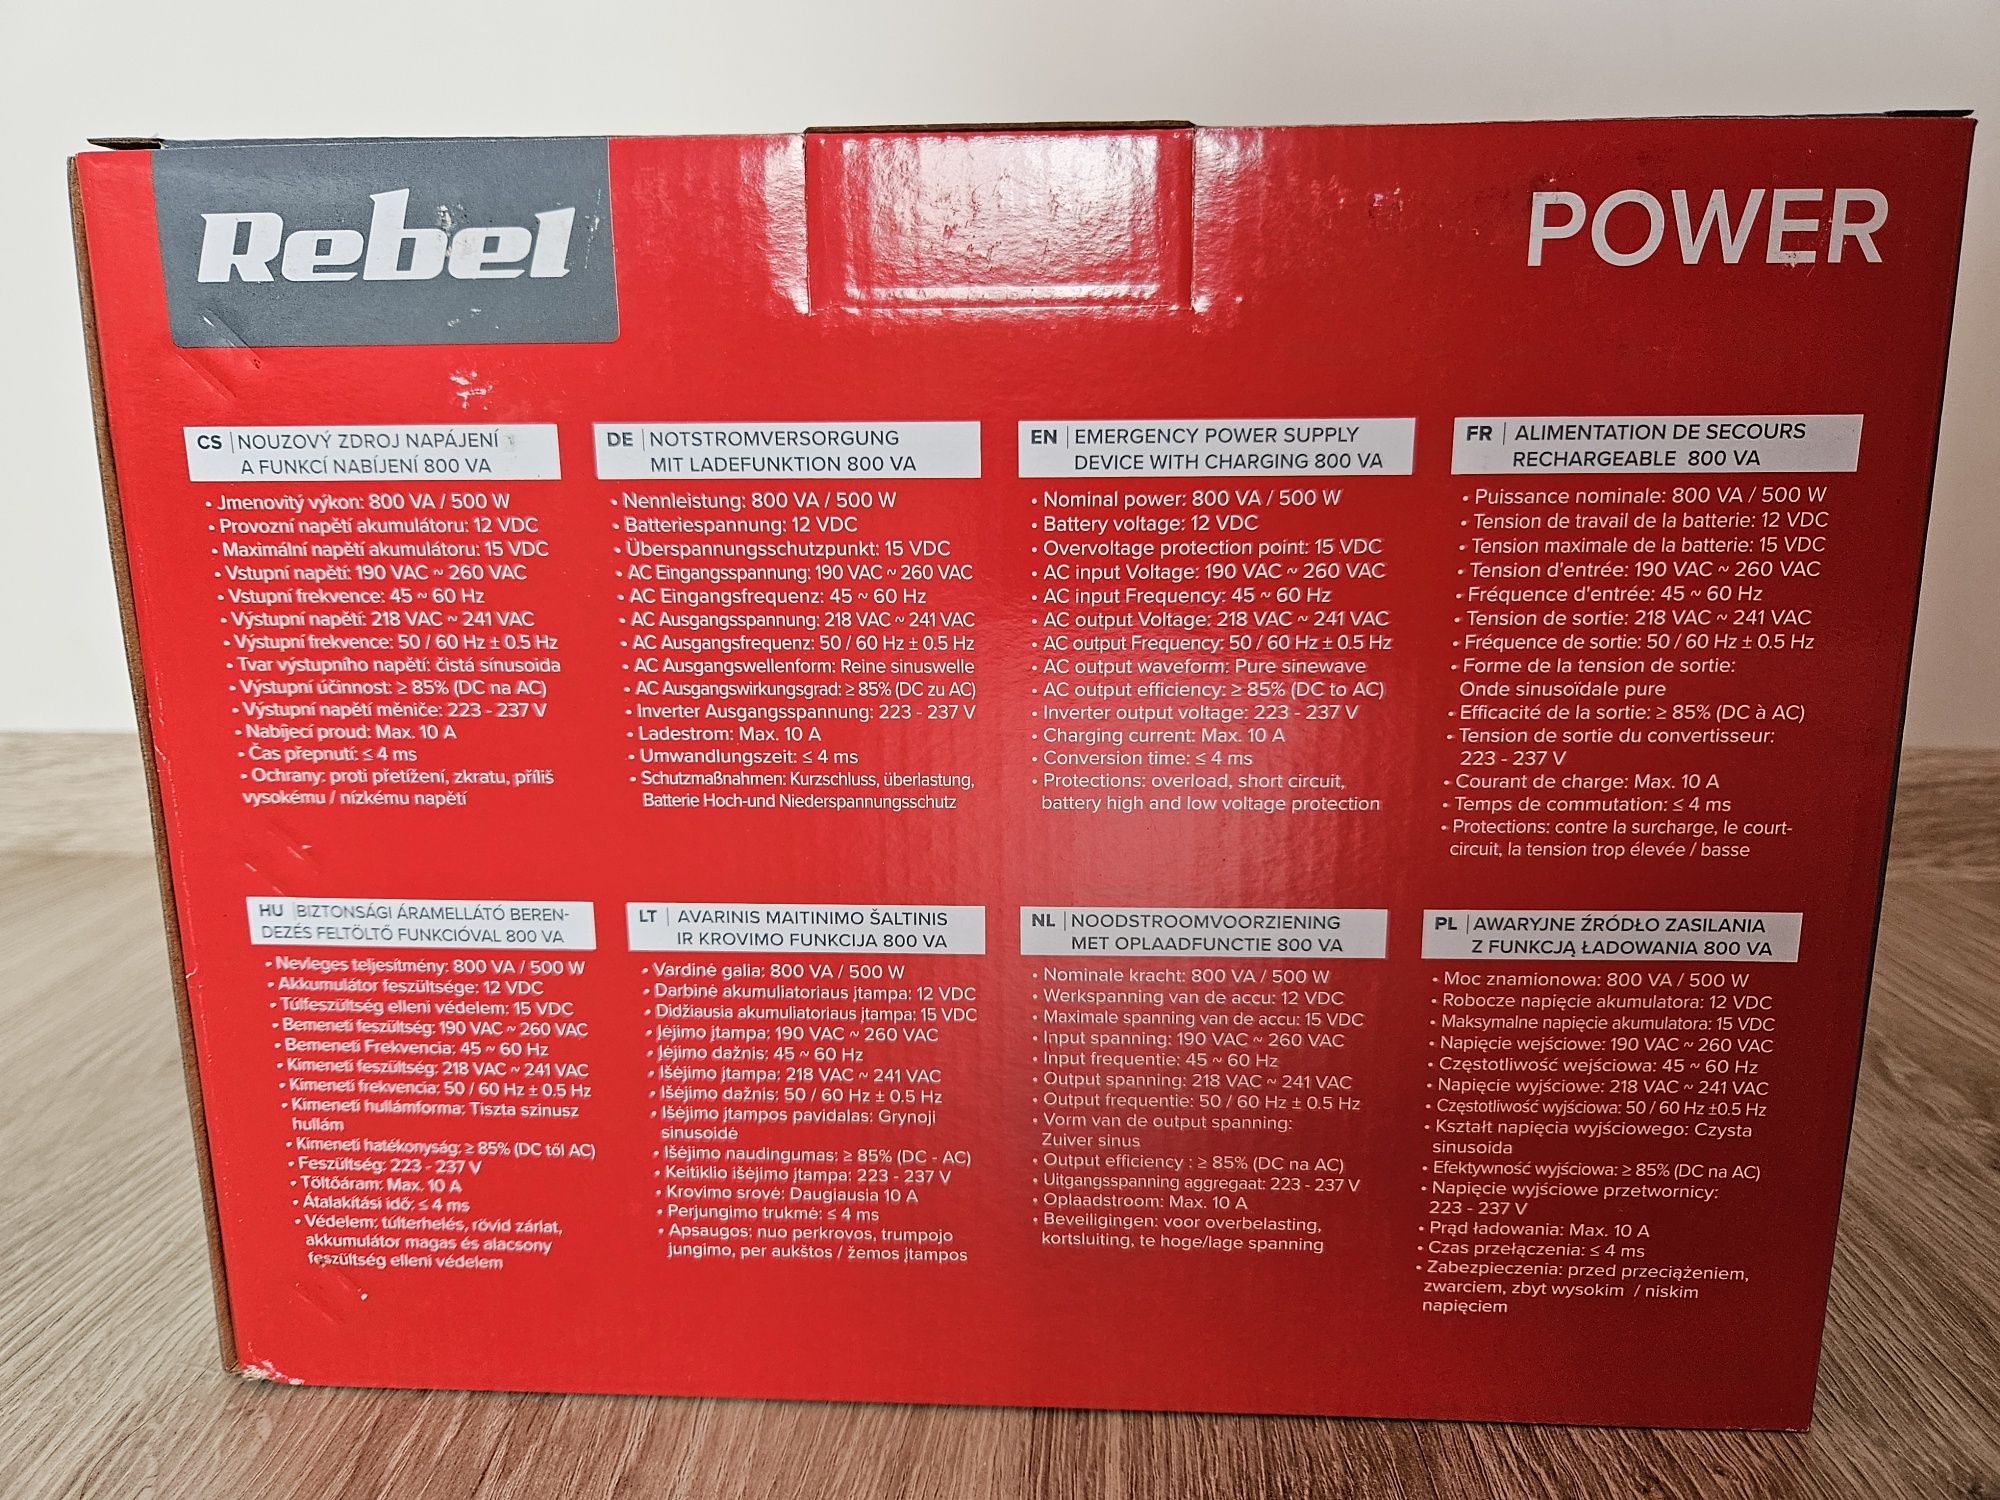 Rebel
POWER
CS | NOUZOVÝ ZDROJ NAPÁJENÍ
A FUNKCÍ NABÍJENÍ 800 VA
• Jmenovitý výkon: 800 VA / 500 W
• Provozní napětí akumulátoru: 12 VDC
• Maximální napětí akumulátoru: 15 VDC
• Vstupní napětí: 190 VAC ~ 260 VAC
• Vstupní frekvence: 45 ~ 60 Hz
• Výstupní napětí: 218 VAC ~ 241 VAC
• Výstupní frekvence: 50 / 60 Hz ± 0.5 Hz
• Tvar výstupního napětí: čistá sínusoida
• Výstupní účinnost: ≥ 85% (DC na AC)
• Výstupní napětí měniče: 223 - 237 V
• Nabíjecí proud: Max. 10 A
• Čas přepnutí: ≤ 4 ms
• Ochrany: proti přetížení, zkratu, příliš
vysokému / nízkému napětí
DE | NOTSTROMVERSORGUNG
MIT LADEFUNKTION 800 VA
• Nennleistung: 800 VA / 500 W
• Batteriespannung: 12 VDC
• Überspannungsschutzpunkt: 15 VDC
• AC Eingangsspannung: 190 VAC ~ 260 VAC
• AC Eingangsfrequenz: 45 ~ 60 Hz
• AC Ausgangsspannung: 218 VAC ~ 241 VAC
• AC Ausgangsfrequenz: 50 / 60 Hz ± 0.5 Hz
• AC Ausgangswellenform: Reine sinuswelle
• AC Ausgangswirkungsgrad: ≥ 85% (DC zu AC)
• Inverter Ausgangsspannung: 223 - 237 V
• Ladestrom: Max. 10 A
• Umwandlungszeit: ≤ 4 ms
• Schutzmaßnahmen: Kurzschluss, überlastung,
Batterie Hoch-und Niederspannungsschutz
EN | EMERGENCY POWER SUPPLY
DEVICE WITH CHARGING 800 VA
• Nominal power: 800 VA / 500 W
• Battery voltage: 12 VDC
• Overvoltage protection point: 15 VDC
• AC input Voltage: 190 VAC ~ 260 VAC
• AC input Frequency: 45 ~ 60 Hz
• AC output Voltage: 218 VAC ~ 241 VAC
• AC output Frequency: 50 / 60 Hz ± 0.5 Hz
• AC output waveform: Pure sinewave
• AC output efficiency: ≥ 85% (DC to AC)
• Inverter output voltage: 223 - 237 V
• Charging current: Max. 10 A
• Conversion time: ≤ 4 ms
• Protections: overload, short circuit,
battery high and low voltage protection
FR | ALIMENTATION DE SECOURS
RECHARGEABLE 800 VA
• Puissance nominale: 800 VA / 500 W
• Tension de travail de la batterie: 12 VDC
• Tension maximale de la batterie: 15 VDC
• Tension d'entrée: 190 VAC ~ 260 VAC
• Fréquence d'entrée: 45 ~ 60 Hz
• Tension de sortie: 218 VAC ~ 241 VAC
• Fréquence de sortie: 50 / 60 Hz ± 0.5 Hz
• Forme de la tension de sortie:
Onde sinusoïdale pure
• Efficacité de la sortie: ≥ 85% (DC à AC)
• Tension de sortie du convertisseur:
223 - 237 V
• Courant de charge: Max. 10 A
• Temps de commutation: ≤ 4 ms
• Protections: contre la surcharge, le court-
circuit, la tension trop élevée / basse
HU | BIZTONSÁGI ÁRAMELLÁTÓ BEREN-
DEZÉS FELTÖLTŐ FUNKCIÓVAL 800 VA
• Nevleges teljesítmény: 800 VA / 500 W
• Akkumulátor feszültsége: 12 VDC
• Túlfeszültség elleni védelem: 15 VDC
• Bemeneti feszültség: 190 VAC ~ 260 VAC
• Bemeneti Frekvencia: 45 ~ 60 Hz
• Kimeneti feszültség: 218 VAC ~ 241 VAC
• Kimeneti frekvencia: 50 / 60 Hz ± 0.5 Hz
• Kimeneti hullámforma: Tiszta szinusz
hullám
• Kimeneti hatékonyság: ≥ 85% (DC től AC)
• Feszültség: 223 - 237 V
• Töltőáram: Max. 10 A
• Átalakítási idő: ≤ 4 ms
• Védelem: túlterhelés, rövid zárlat,
akkumulátor magas és alacsony
feszültség elleni védelem
LT | AVARINIS MAITINIMO ŠALTINIS
IR KROVIMO FUNKCIJA 800 VA
• Vardinė galia: 800 VA / 500 W
• Darbinė akumuliatoriaus įtampa: 12 VDC
• Didžiausia akumuliatoriaus įtampa: 15 VDC
• Įėjimo įtampa: 190 VAC ~ 260 VAC
• Įėjimo dažnis: 45 ~ 60 Hz
• Išėjimo įtampa: 218 VAC ~ 241 VAC
• Išėjimo dažnis: 50 / 60 Hz ± 0.5 Hz
• Išėjimo įtampos pavidalas: Grynoji
sinusoidė
• Išėjimo naudingumas: ≥ 85% (DC - AC)
• Keitiklio išėjimo įtampa: 223 - 237 V
• Krovimo srovė: Daugiausia 10 A
• Perjungimo trukmė: ≤ 4 ms
• Apsaugos: nuo perkrovos, trumpojo
jungimo, per aukštos / žemos įtampos
NL | NOODSTROOMVOORZIENING
MET OPLAADFUNCTIE 800 VA
• Nominale kracht: 800 VA / 500 W
• Werkspanning van de accu: 12 VDC
• Maximale spanning van de accu: 15 VDC
• Input spanning: 190 VAC ~ 260 VAC
• Input frequentie: 45 ~ 60 Hz
• Output spanning: 218 VAC ~ 241 VAC
• Output frequentie: 50 / 60 Hz ± 0.5 Hz
• Vorm van de output spanning:
Zuiver sinus
• Output efficiency : ≥ 85% (DC na AC)
• Uitgangsspanning aggregaat: 223 - 237 V
• Oplaadstroom: Max. 10 A
• Beveiligingen: voor overbelasting,
kortsluiting, te hoge/lage spanning
PL | AWARYJNE ŹRÓDŁO ZASILANIA
Z FUNKCJĄ ŁADOWANIA 800 VA
• Moc znamionowa: 800 VA / 500 W
• Robocze napięcie akumulatora: 12 VDC
• Maksymalne napięcie akumulatora: 15 VDC
• Napięcie wejściowe: 190 VAC ~ 260 VAC
• Częstotliwość wejściowa: 45 ~ 60 Hz
• Napięcie wyjściowe: 218 VAC ~ 241 VAC
• Częstotliwość wyjściowa: 50 / 60 Hz ±0.5 Hz
• Kształt napięcia wyjściowego: Czysta
sinusoida
• Efektywność wyjściowa: ≥ 85% (DC na AC)
• Napięcie wyjściowe przetwornicy:
223 - 237 V
• Prąd ładowania: Max. 10 A
• Czas przełączenia: ≤ 4 ms
• Zabezpieczenia: przed przeciążeniem,
zwarciem, zbyt wysokim / niskim
napięciem